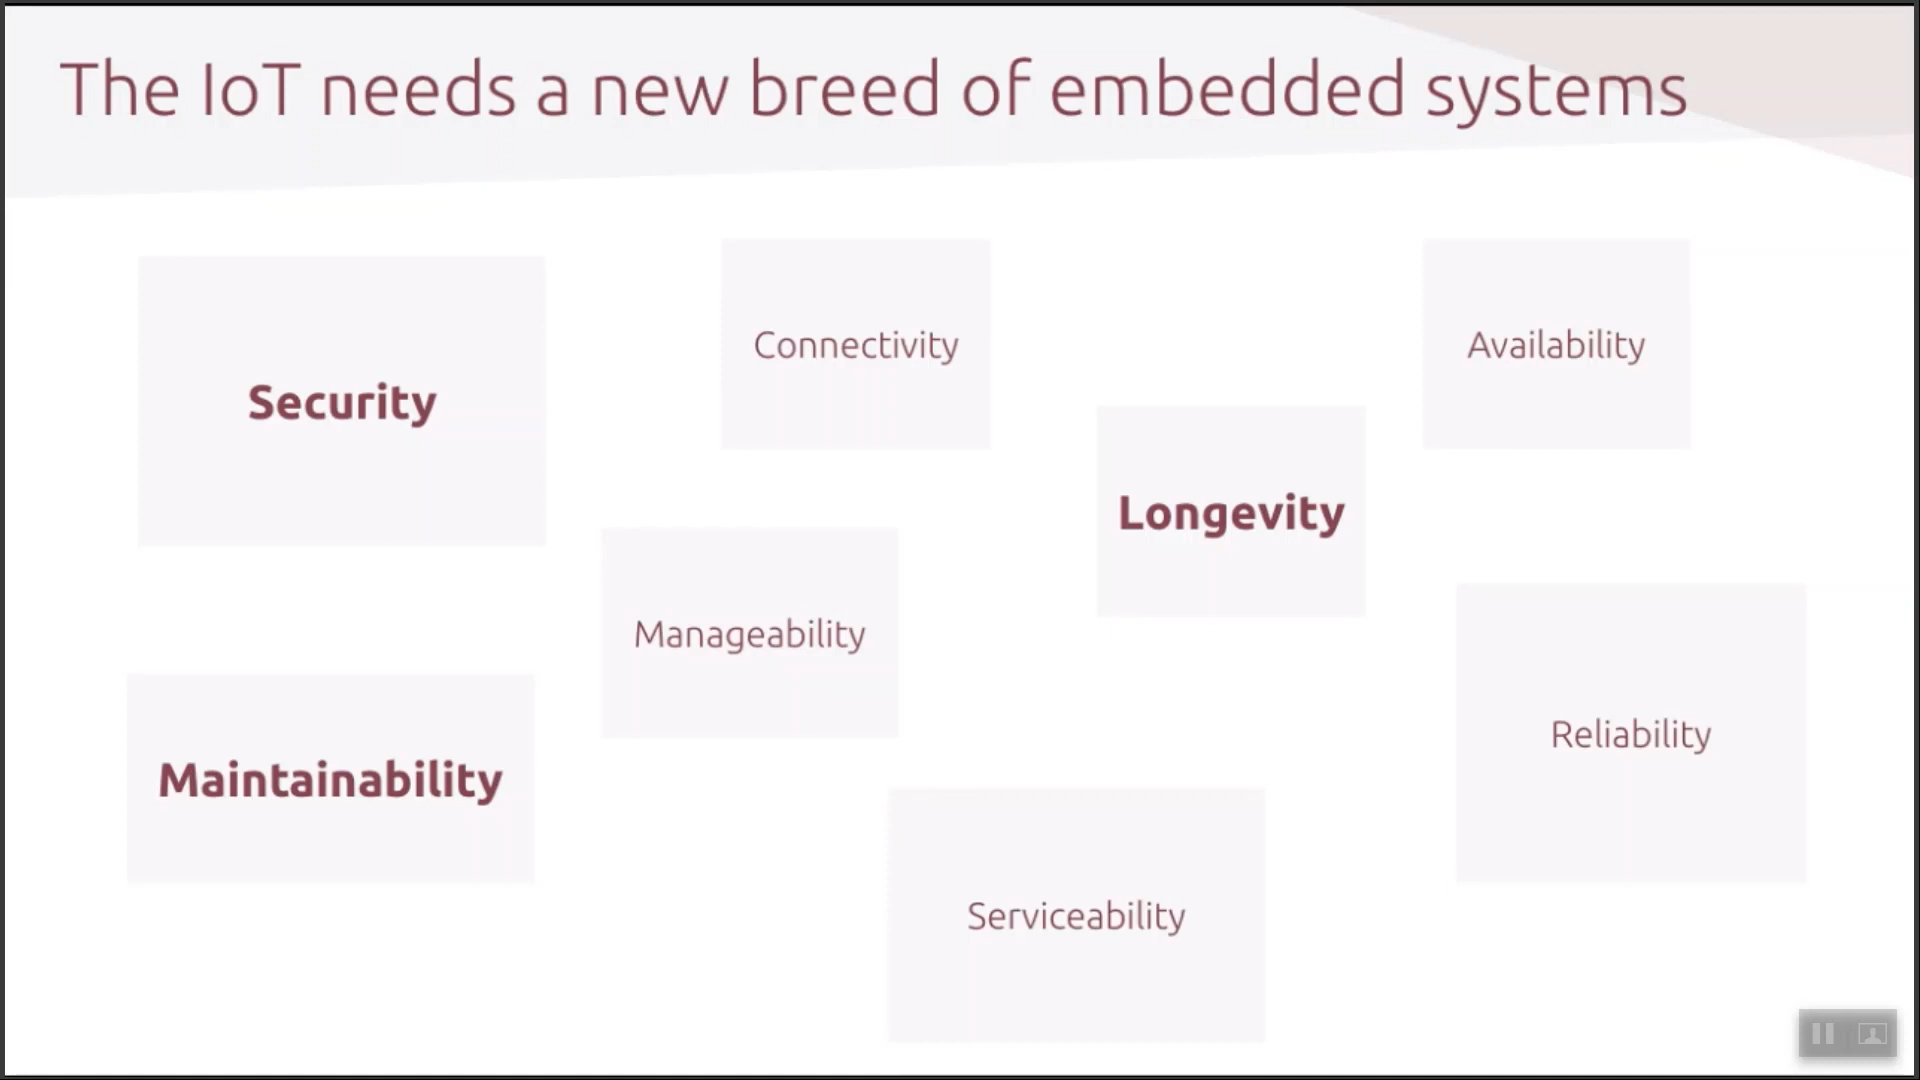 The IoT needs a new breed of embedded systems
Security
Connectivity
Availability
Longevity
Manageability
Maintainability
Reliability
Serviceability